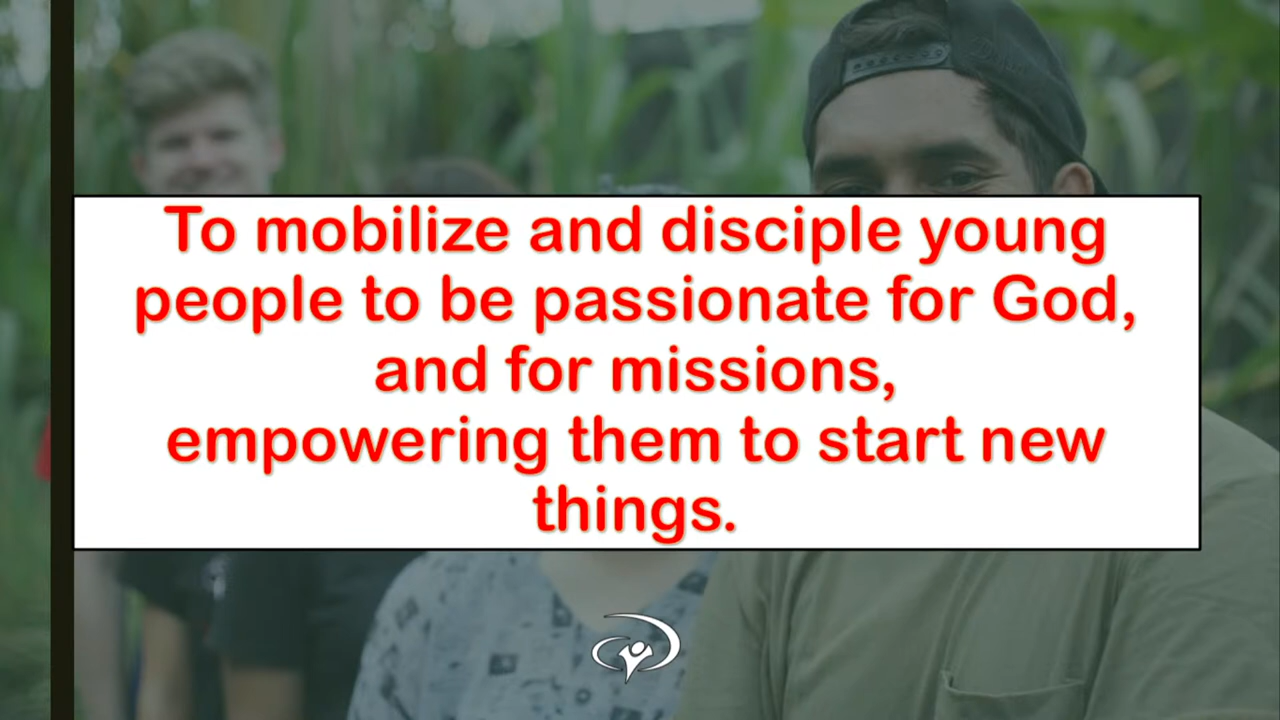 To mobilize and disciple young
people to be passionate for God,
and for missions,
empowering them to start new
things.